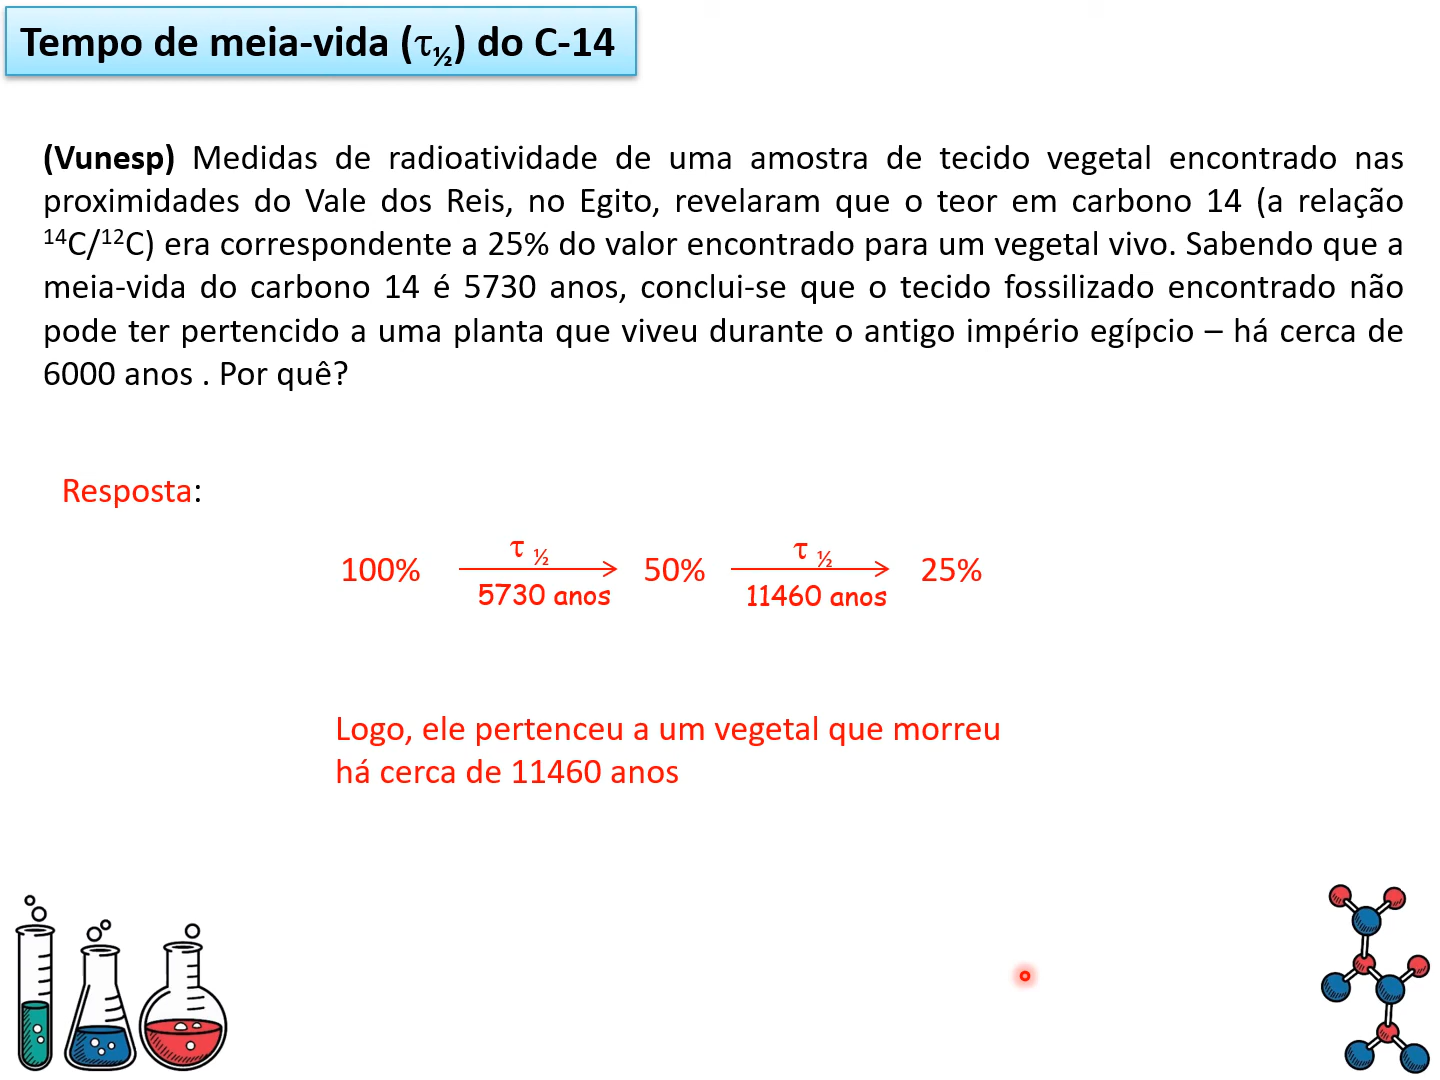 Tempo de meia-vida (τ½) do C-14
(Vunesp) Medidas de radioatividade de uma amostra de tecido vegetal encontrado nas
proximidades do Vale dos Reis, no Egito, revelaram que o teor em carbono 14 (a relação
¹⁴C/¹²C) era correspondente a 25% do valor encontrado para um vegetal vivo. Sabendo que a
meia-vida do carbono 14 é 5730 anos, conclui-se que o tecido fossilizado encontrado não
pode ter pertencido a uma planta que viveu durante o antigo império egípcio – há cerca de
6000 anos . Por quê?
Resposta:
τ ½ τ ½
100% 50% 25%
5730 anos 11460 anos
Logo, ele pertenceu a um vegetal que morreu
há cerca de 11460 anos